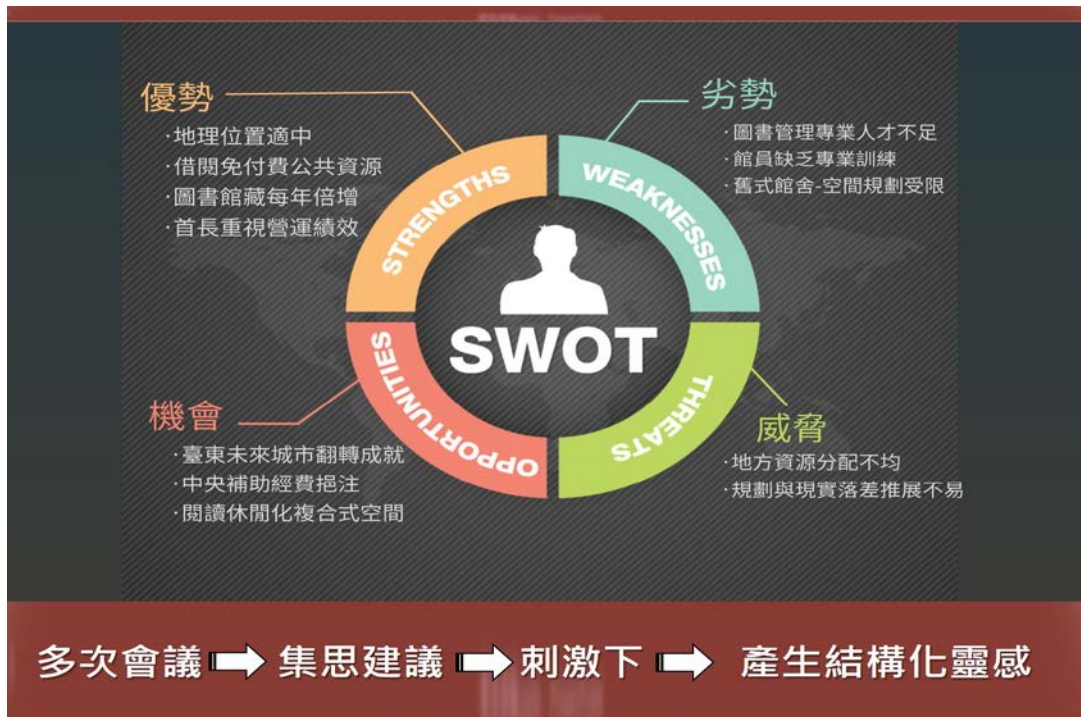 優勢
·地理位置適中
·借閱免付費公共資源
·圖書館藏每年倍增
·首長重視營運績效
劣勢
·圖書管理專業人才不足
·館員缺乏專業訓練
·舊式館舍-空間規劃受限
STRENGTHS
WEAKNESSES
SWOT
OPPORTUNITIES
THREATS
機會
·臺東未來城市翻轉成就
·中央補助經費挹注
·閱讀休閒化複合式空間
威脅
·地方資源分配不均
·規劃與現實落差推展不易
多次會議 ➡ 集思建議 ➡ 刺激下 ➡ 產生結構化靈感